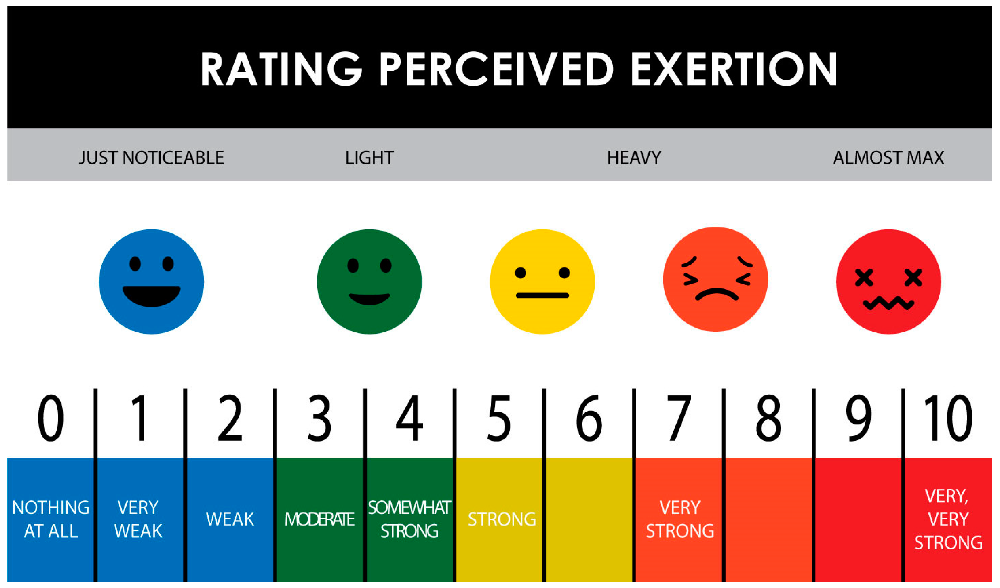 RATING PERCEIVED EXERTION
JUST NOTICEABLE LIGHT HEAVY ALMOST MAX
0 1 2 3 4 5 6 7 8 9 10
NOTHING
AT ALL
VERY
WEAK
WEAK
MODERATE
SOMEWHAT
STRONG
STRONG
VERY
STRONG
VERY,
VERY
STRONG